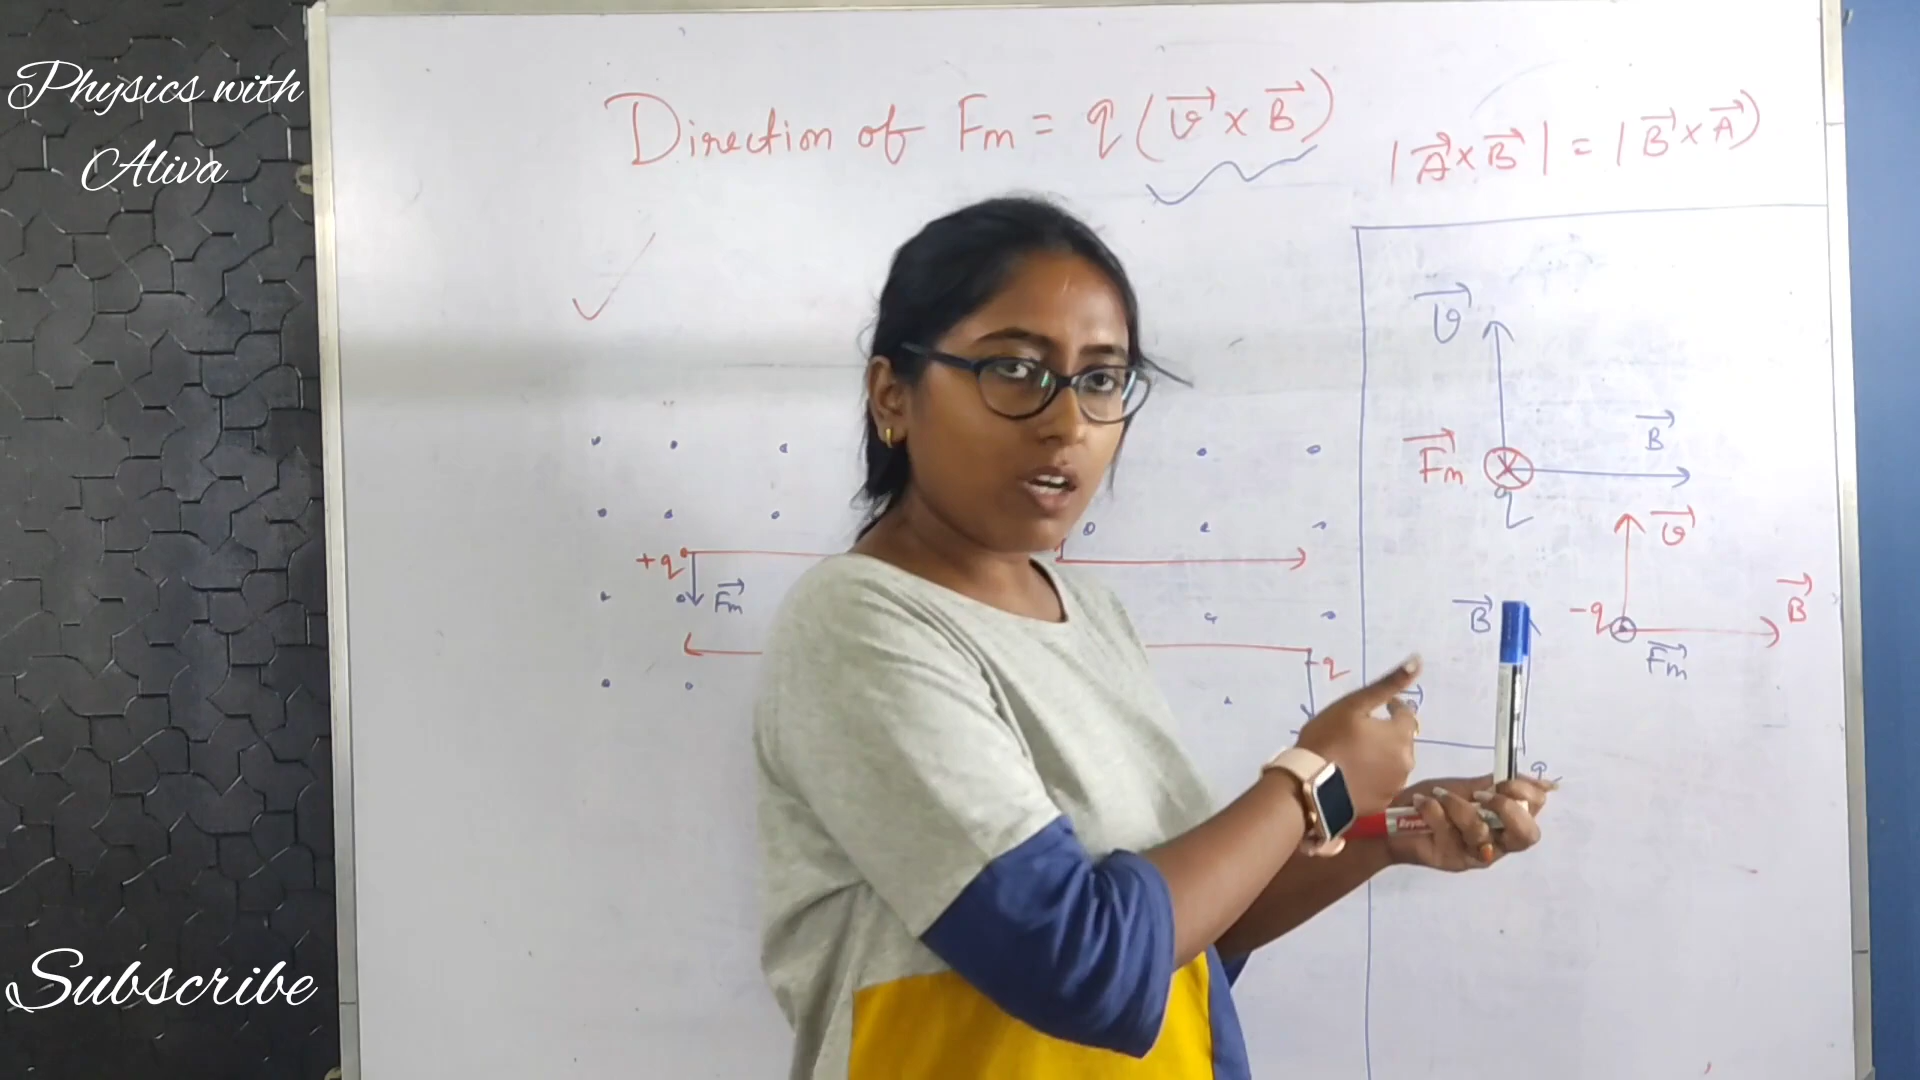 Physics with
Aliva
Direction of Fm = q (v⃗ × B⃗)
| A⃗ × B⃗ | = | B⃗ × A⃗ )
v⃗
B⃗
F⃗m
q
+q
F⃗m
-q
v⃗
-q
B⃗
F⃗m
B⃗
q
Subscribe